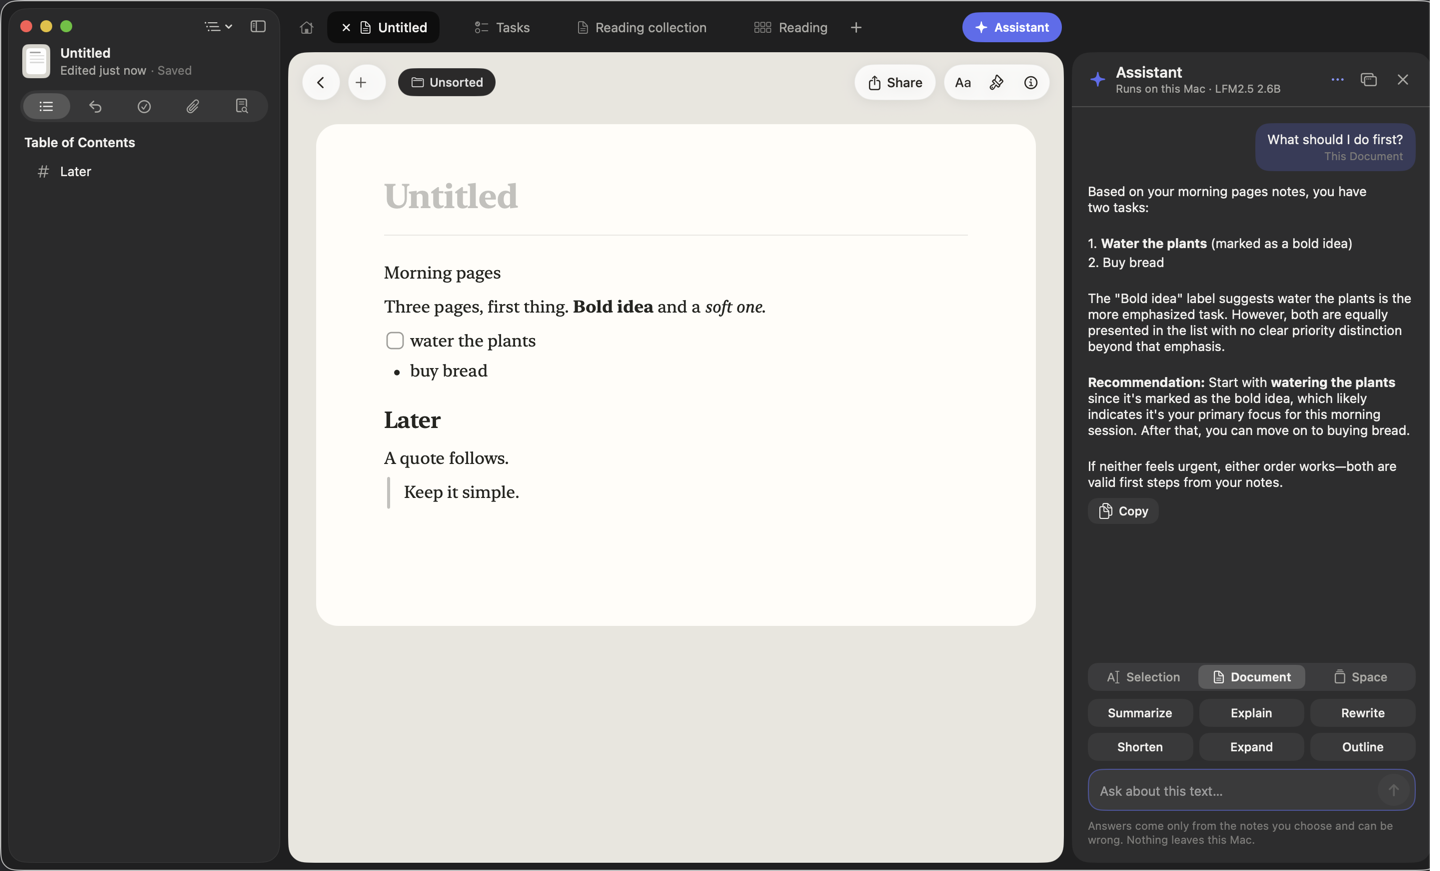 Untitled
Edited just now · Saved
Table of Contents
# Later
Untitled
Tasks
Reading collection
Reading
Assistant
Unsorted
Share
Aa
Untitled
Morning pages
Three pages, first thing. Bold idea and a soft one.
water the plants
• buy bread
Later
A quote follows.
Keep it simple.
Assistant
Runs on this Mac · LFM2.5 2.6B
What should I do first?
This Document
Based on your morning pages notes, you have
two tasks:
1. Water the plants (marked as a bold idea)
2. Buy bread
The "Bold idea" label suggests water the plants is the
more emphasized task. However, both are equally
presented in the list with no clear priority distinction
beyond that emphasis.
Recommendation: Start with watering the plants
since it's marked as the bold idea, which likely
indicates it's your primary focus for this morning
session. After that, you can move on to buying bread.
If neither feels urgent, either order works—both are
valid first steps from your notes.
Copy
Selection
Document
Space
Summarize
Explain
Rewrite
Shorten
Expand
Outline
Ask about this text...
Answers come only from the notes you choose and can be
wrong. Nothing leaves this Mac.